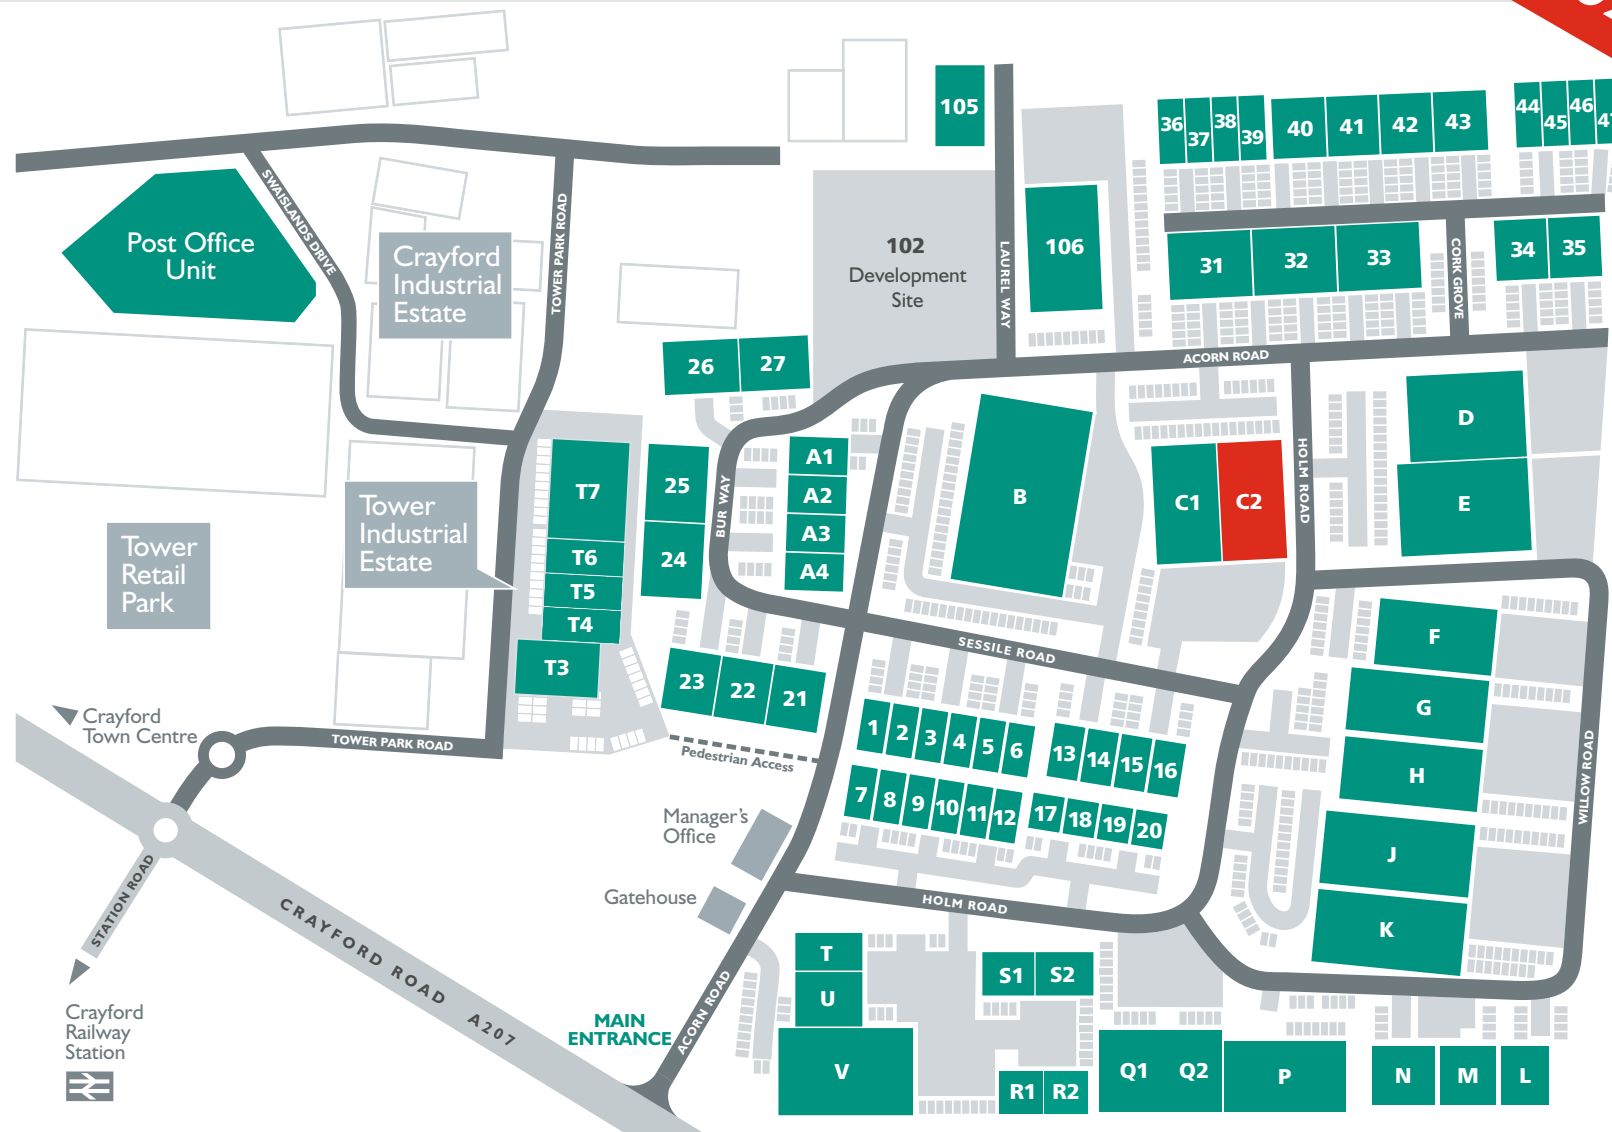 105
36
37
38
39
40
41
42
43
44
45
46
SWAISLANDS DRIVE
TOWER PARK ROAD
Post Office
Unit
Crayford
Industrial
Estate
102
Development
Site
LAUREL WAY
106
31
32
33
CORK GROVE
34
35
ACORN ROAD
26
27
25
24
BUR WAY
A1
A2
A3
A4
B
C1
C2
HOLM ROAD
D
E
Tower
Retail
Park
Tower
Industrial
Estate
T7
T6
T5
T4
T3
23
22
21
SESSILE ROAD
F
G
H
J
K
WILLOW ROAD
Crayford
Town Centre
TOWER PARK ROAD
Pedestrian Access
1
2
3
4
5
6
13
14
15
16
7
8
9
10
11
12
17
18
19
20
Manager's
Office
Gatehouse
HOLM ROAD
STATION ROAD
CRAYFORD ROAD A207
Crayford
Railway
Station
MAIN
ENTRANCE
ACORN ROAD
T
U
V
S1
S2
R1
R2
Q1
Q2
P
N
M
L